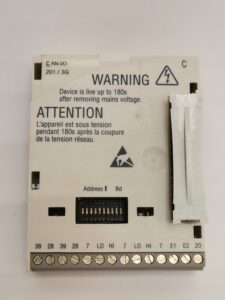 CAN-I/O
201 / 3G
C
WARNING
Device is live up to 180s
after removing mains voltage.
ATTENTION
L'appareil est sous tension
pendant 180s après la coupure
de la tension réseau.
Address Bd
39 28 39 28 7 LO HI 7 LO HI 7 E1 E2 20